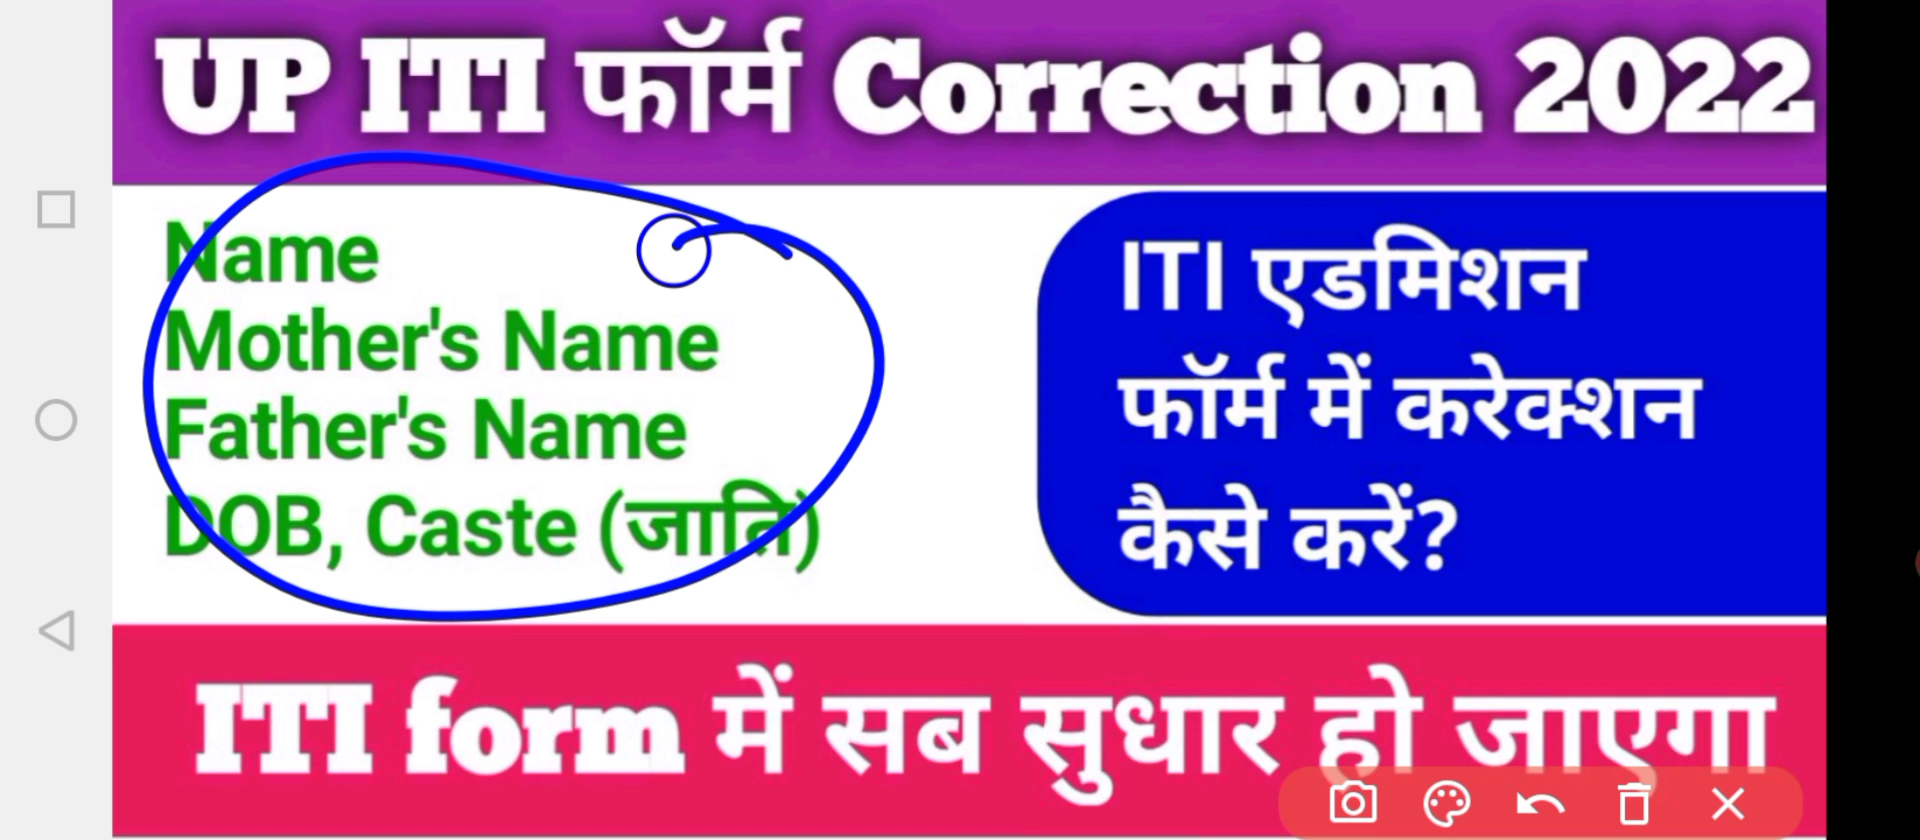 UP ITI फॉर्म Correction 2022
Name
Mother's Name
Father's Name
DOB, Caste (जाति)
ITI एडमिशन
फॉर्म में करेक्शन
कैसे करें?
ITI form में सब सुधार हो जाएगा